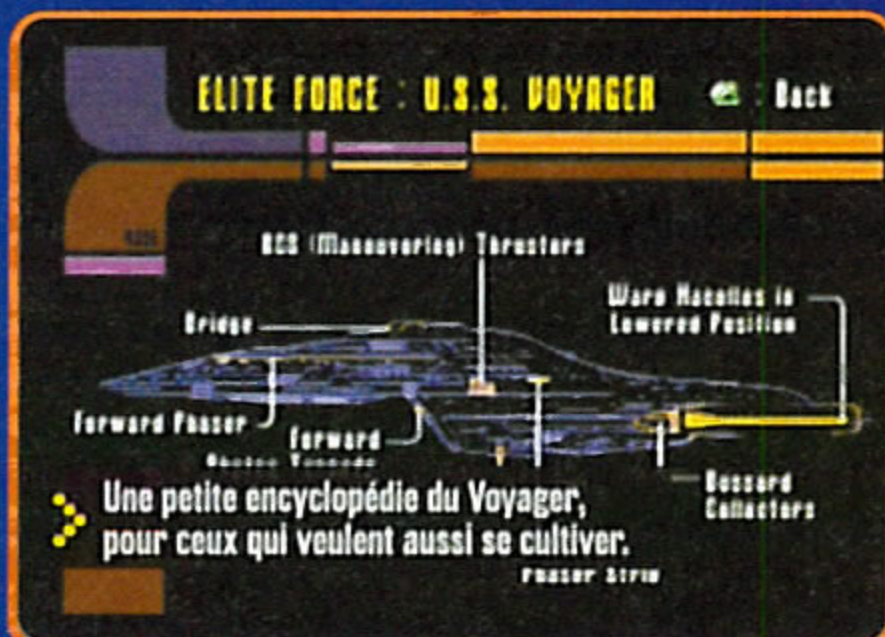 ELITE FORCE : U.S.S. VOYAGER
: Back
RCS (Maneuvering) Thrusters
Warp Nacelles in
Lowered Position
Bridge
Forward Phaser
Forward
Bussard
Collectors
Une petite encyclopédie du Voyager,
pour ceux qui veulent aussi se cultiver.
Phaser Strip